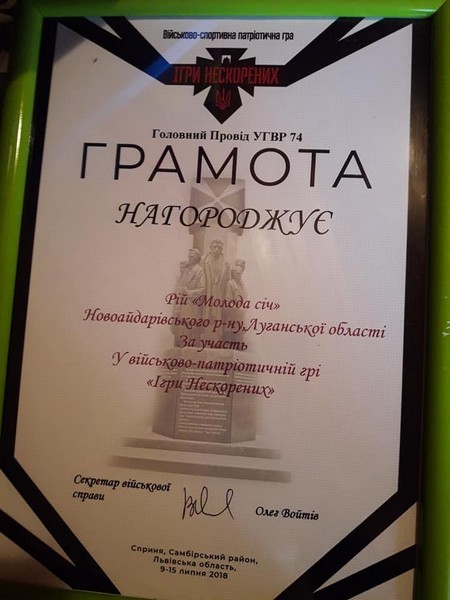 Військово-спортивна патріотична гра
ІГРИ НЕСКОРЕНИХ
Головний Провід УГВР 74
ГРАМОТА
НАГОРОДЖУЄ
Рій «Молода січ»
Новоайдарівського р-ну,Луганської області
За участь
У військово-патріотичній грі
«Ігри Нескорених»
Секретар військової
справи
Олег Войтів
Сприня, Самбірський район,
Львівська область,
9-15 липня 2018